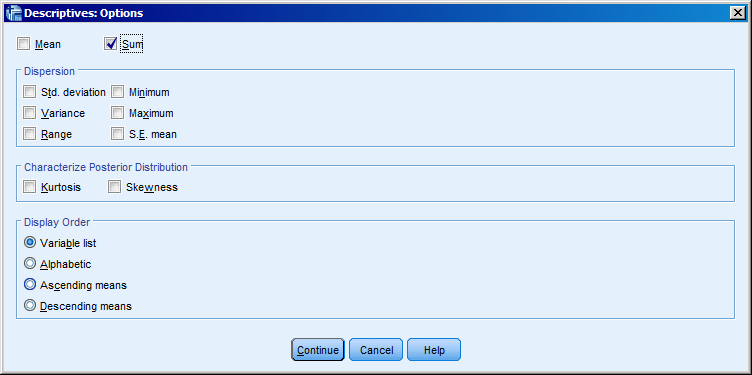 Descriptives: Options
Mean Sum
Dispersion
Std. deviation Minimum
Variance Maximum
Range S.E. mean
Characterize Posterior Distribution
Kurtosis Skewness
Display Order
Variable list
Alphabetic
Ascending means
Descending means
Continue Cancel Help